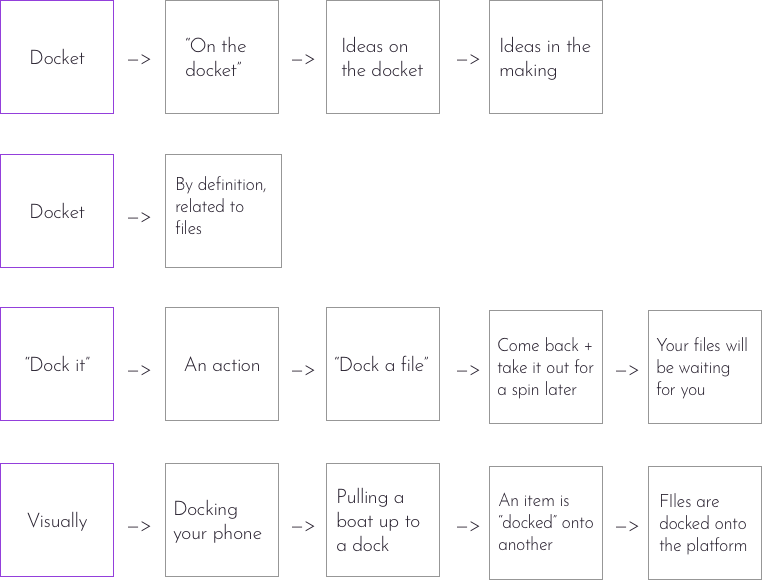 Docket –> “On the –> Ideas on –> Ideas in the
docket” the docket making
Docket –> By definition,
related to
files
“Dock it” –> An action –> “Dock a file” –> Come back + –> Your files will
take it out for be waiting
a spin later for you
Visually –> Docking –> Pulling a –> An item is –> FIles are
your phone boat up to “docked” onto docked onto
a dock another the platform